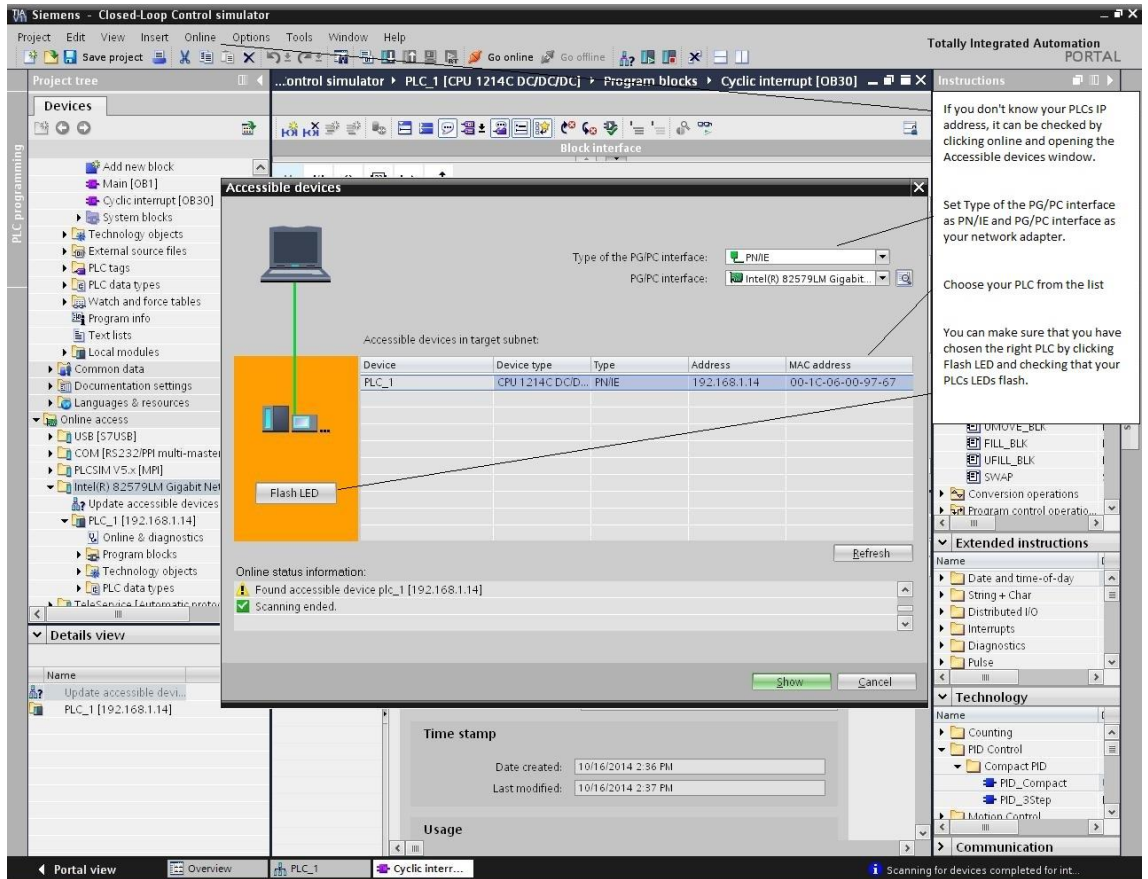 Siemens - Closed-Loop Control simulator
Project Edit View Insert Online Options Tools Window Help
Save project
Go online
Go offline
Totally Integrated Automation
PORTAL
Project tree
...ontrol simulator PLC_1 [CPU 1214C DC/DC/DC] Program blocks Cyclic interrupt [OB30]
Instructions
Devices
PLC programming
Block interface
Add new block
Main [OB1]
Cyclic interrupt [OB30]
System blocks
Technology objects
External source files
PLC tags
PLC data types
Watch and force tables
Program info
Text lists
Local modules
Common data
Documentation settings
Languages & resources
Online access
USB [S7USB]
COM [RS232/PPI multi-master
PLCSIM V5.x [MPI]
Intel(R) 82579LM Gigabit Net
Update accessible devices
PLC_1 [192.168.1.14]
Online & diagnostics
Program blocks
Technology objects
PLC data types
TeleService [Automatic proto
Details view
Name
Update accessible devi...
PLC_1 [192.168.1.14]
Accessible devices
Type of the PG/PC interface: PN/IE
PG/PC interface: Intel(R) 82579LM Gigabit...
Accessible devices in target subnet:
Device Device type Type Address MAC address
PLC_1 CPU 1214C DC/D... PN/IE 192.168.1.14 00-1C-06-00-97-67
Flash LED
Refresh
Online status information:
Found accessible device plc_1 [192.168.1.14]
Scanning ended.
Show
Cancel
If you don't know your PLCs IP
address, it can be checked by
clicking online and opening the
Accessible devices window.
Set Type of the PG/PC interface
as PN/IE and PG/PC interface as
your network adapter.
Choose your PLC from the list
You can make sure that you have
chosen the right PLC by clicking
Flash LED and checking that your
PLCs LEDs flash.
UMOVE_BLK
FILL_BLK
UFILL_BLK
SWAP
Conversion operations
Program control operatio...
Extended instructions
Name
Date and time-of-day
String + Char
Distributed I/O
Interrupts
Diagnostics
Pulse
Technology
Name
Counting
PID Control
Compact PID
PID_Compact
PID_3Step
Motion Control
Communication
Time stamp
Date created: 10/16/2014 2:36 PM
Last modified: 10/16/2014 2:37 PM
Usage
Portal view
Overview
PLC_1
Cyclic interr...
Scanning for devices completed for int...